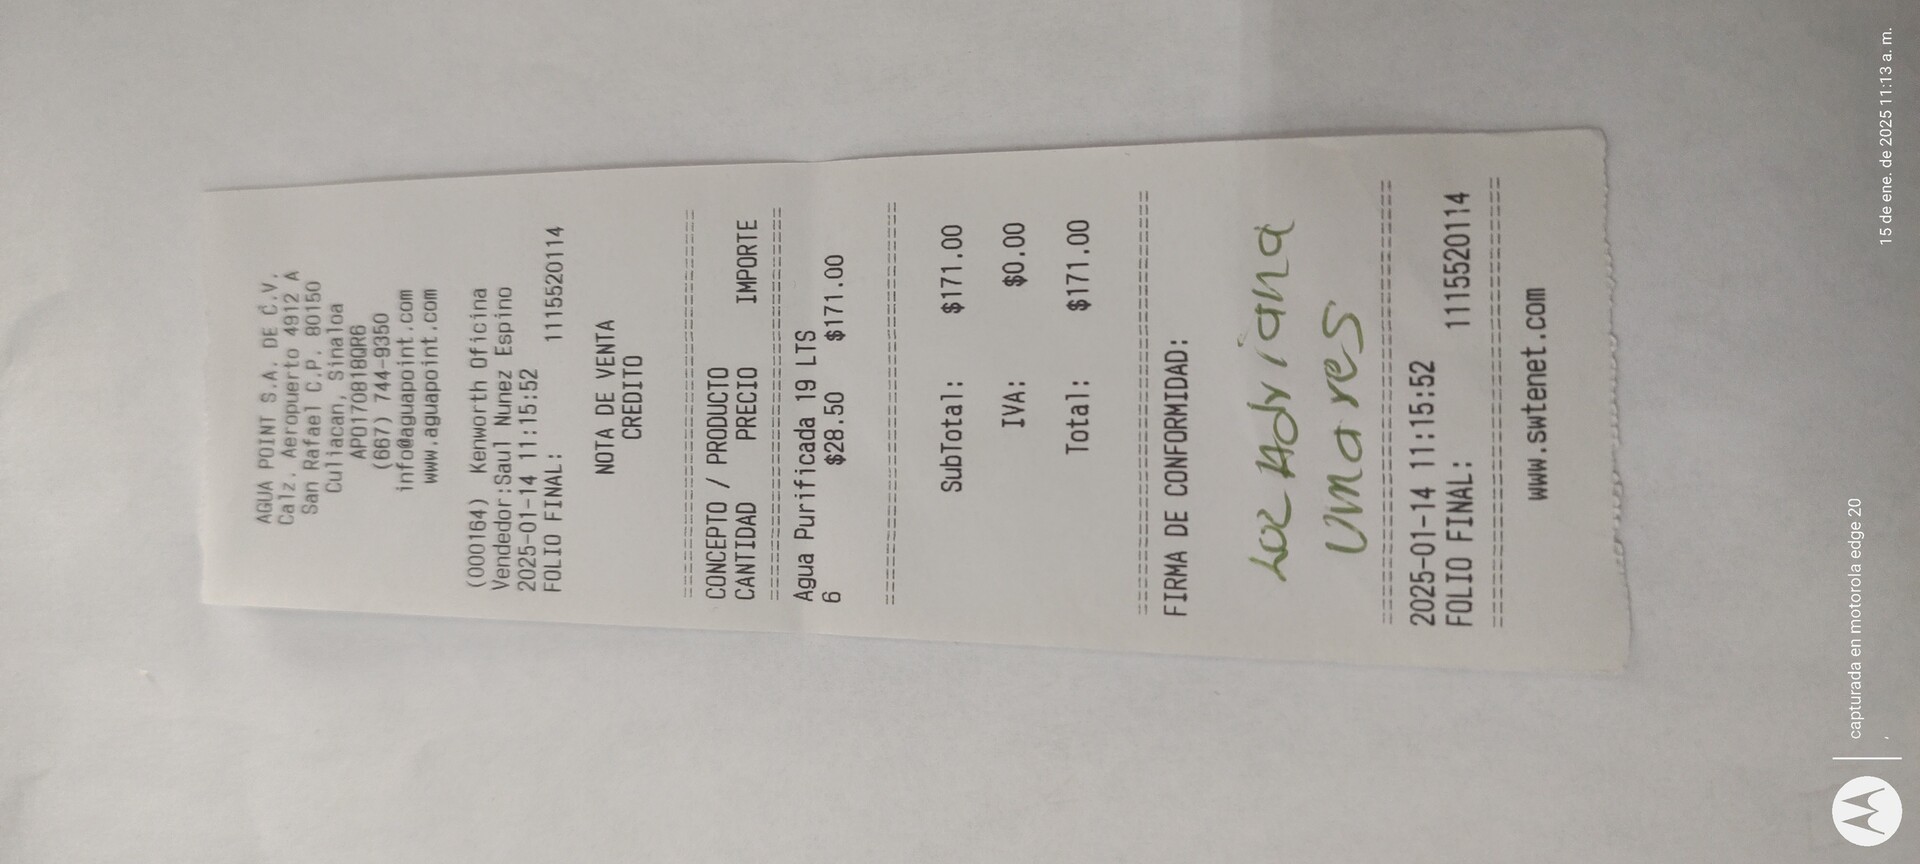 AGUA POINT S.A. DE C.V.
Calz. Aeropuerto 4912 A
San Rafael C.P. 80150
Culiacan, Sinaloa
APO170818QR6
(667) 744-9350
info@aguapoint.com
www.aguapoint.com
(000164) Kenworth Oficina
Vendedor:Saul Nunez Espino
2025-01-14 11:15:52
FOLIO FINAL: 1115520114
NOTA DE VENTA
CREDITO
==============================
CONCEPTO / PRODUCTO
CANTIDAD PRECIO IMPORTE
==============================
Agua Purificada 19 LTS
6 $28.50 $171.00
==============================
SubTotal: $171.00
IVA: $0.00
Total: $171.00
==============================
FIRMA DE CONFORMIDAD:
Luz Adriana
Umares
==============================
2025-01-14 11:15:52
FOLIO FINAL: 1115520114
==============================
www.swtenet.com
capturada en motorola edge 20
15 de ene. de 2025 11:13 a. m.